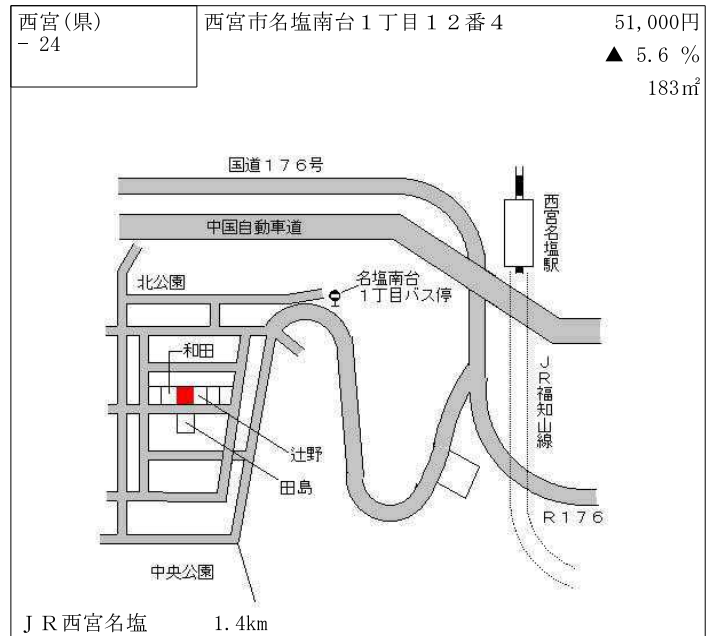 西宮(県)
－ 24
西宮市名塩南台１丁目１２番４
51,000円
▲ 5.6 %
183㎡
国道１７６号
中国自動車道
西宮名塩駅
北公園
名塩南台
１丁目バス停
和田
ＪＲ福知山線
辻野
田島
Ｒ１７６
中央公園
ＪＲ西宮名塩 1.4km